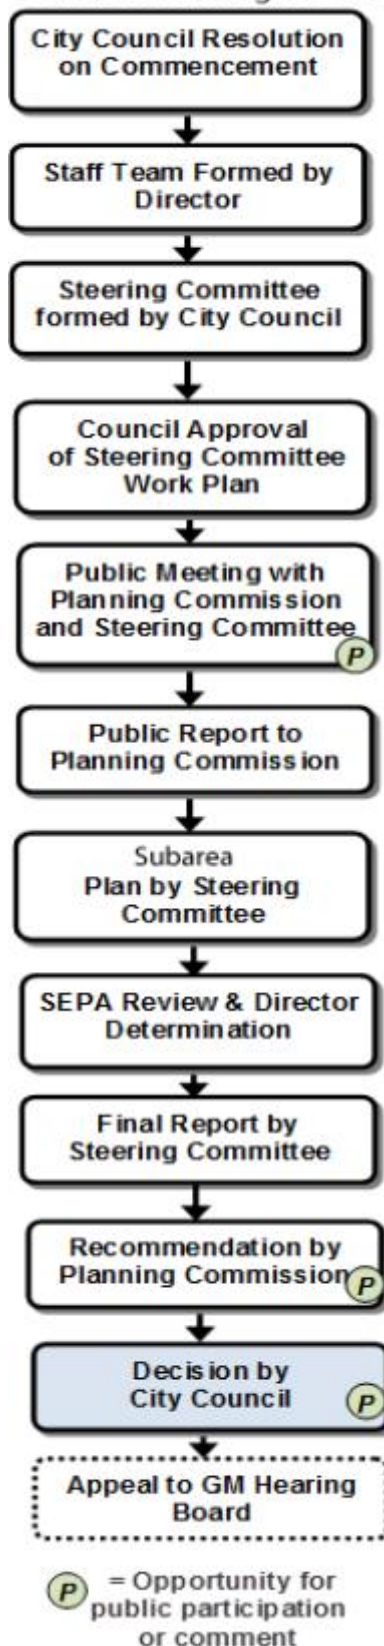 City Council Resolution
on Commencement
Staff Team Formed by
Director
Steering Committee
formed by City Council
Council Approval
of Steering Committee
Work Plan
Public Meeting with
Planning Commission
and Steering Committee
P
Public Report to
Planning Commission
Subarea
Plan by Steering
Committee
SEPA Review & Director
Determination
Final Report by
Steering Committee
Recommendation by
Planning Commission
P
Decision by
City Council
P
Appeal to GM Hearing
Board
P = Opportunity for
public participation
or comment